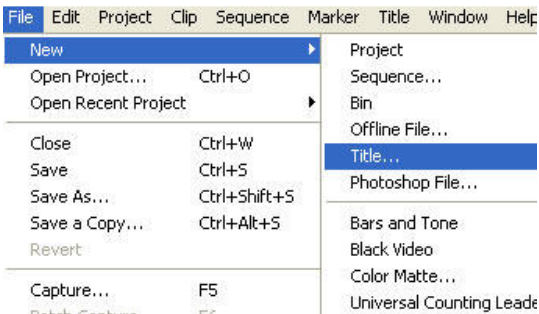 File Edit Project Clip Sequence Marker Title Window Help
New
Open Project... Ctrl+O
Open Recent Project
Close Ctrl+W
Save Ctrl+S
Save As... Ctrl+Shift+S
Save a Copy... Ctrl+Alt+S
Revert
Capture... F5
Project
Sequence...
Bin
Offline File...
Title...
Photoshop File...
Bars and Tone
Black Video
Color Matte...
Universal Counting Leade